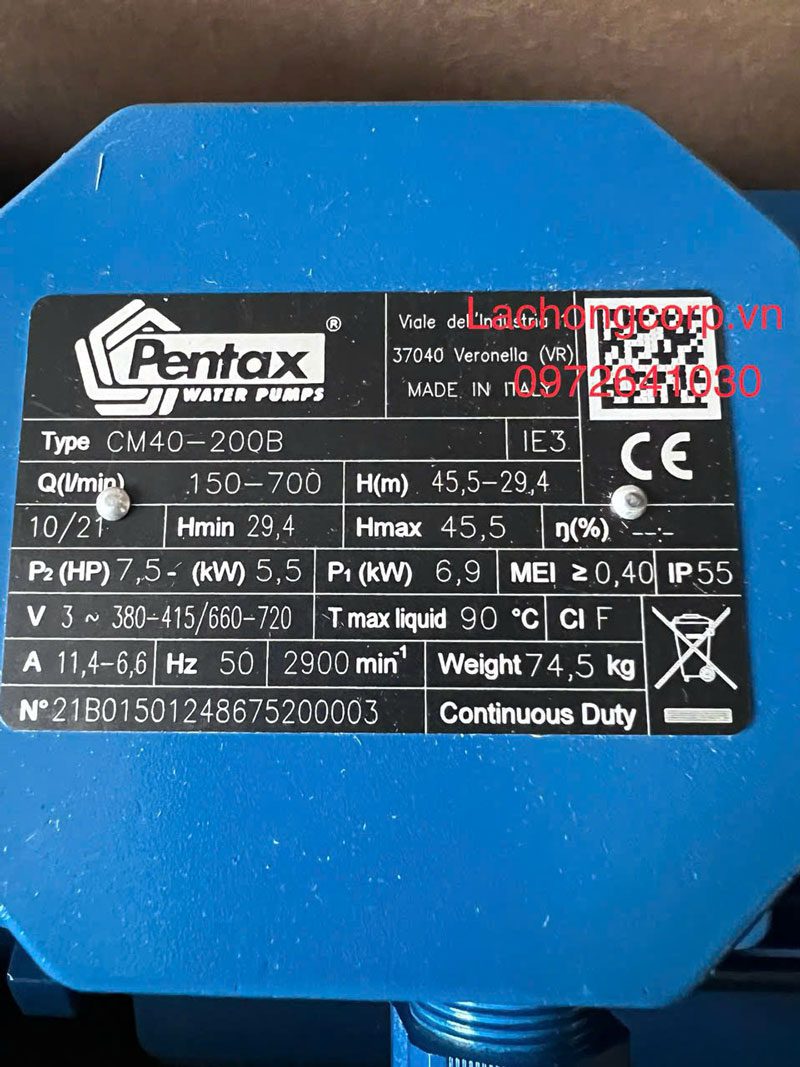 Pentax ®
WATER PUMPS
Viale dell'Industria
37040 Veronella (VR)
MADE IN ITALY
Lachongcorp.vn
0972641030
Type CM40-200B IE3
CE
Q(l/min) 150-700 H(m) 45,5-29,4
10/21 Hmin 29,4 Hmax 45,5 η(%) --.-
P2 (HP) 7,5- (kW) 5,5 P1 (kW) 6,9 MEI ≥ 0,40 IP 55
V 3 ~ 380-415/660-720 T max liquid 90 °C Cl F
A 11,4-6,6 Hz 50 2900 min-1 Weight 74,5 kg
N° 21B01501248675200003 Continuous Duty